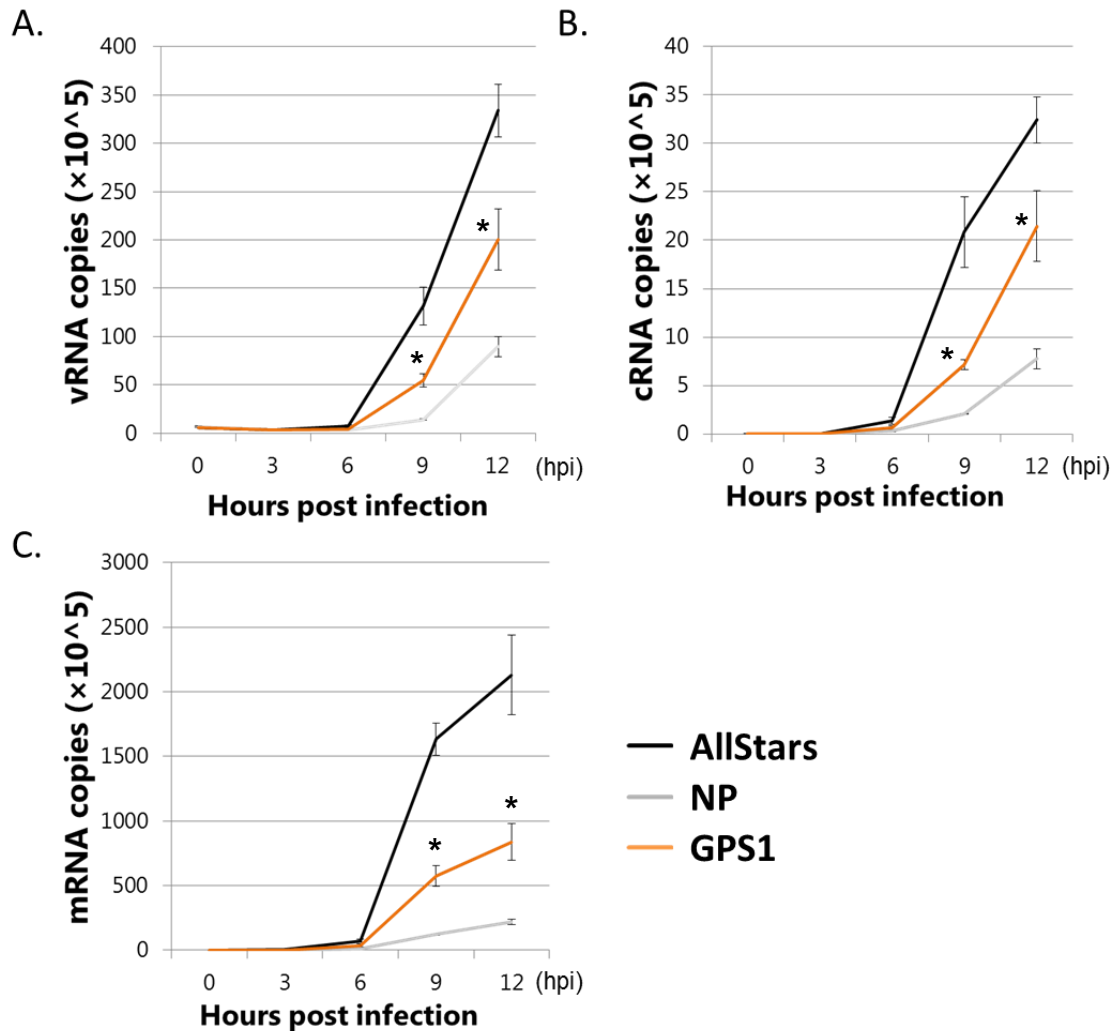 A.
vRNA copies (×10^5)
400
350
300
250
200
150
100
50
0
*
*
0 3 6 9 12 (hpi)
Hours post infection
B.
cRNA copies (×10^5)
40
35
30
25
20
15
10
5
0
*
*
0 3 6 9 12 (hpi)
Hours post infection
C.
mRNA copies (×10^5)
3000
2500
2000
1500
1000
500
0
*
*
0 3 6 9 12 (hpi)
Hours post infection
AllStars
NP
GPS1